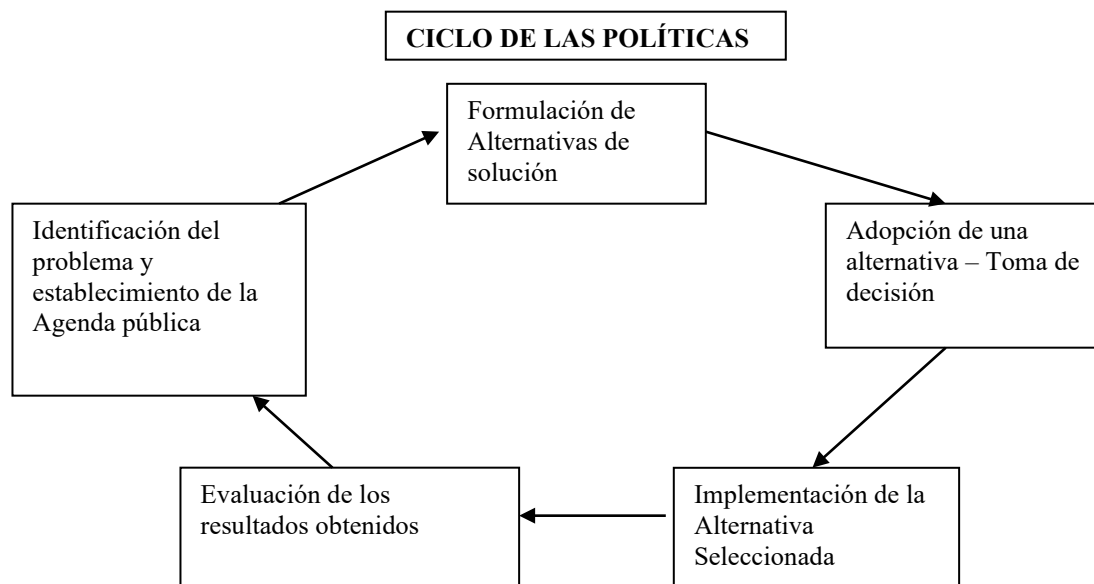 CICLO DE LAS POLÍTICAS
Formulación de
Alternativas de
solución
Identificación del
problema y
establecimiento de la
Agenda pública
Adopción de una
alternativa – Toma de
decisión
Evaluación de los
resultados obtenidos
Implementación de la
Alternativa
Seleccionada